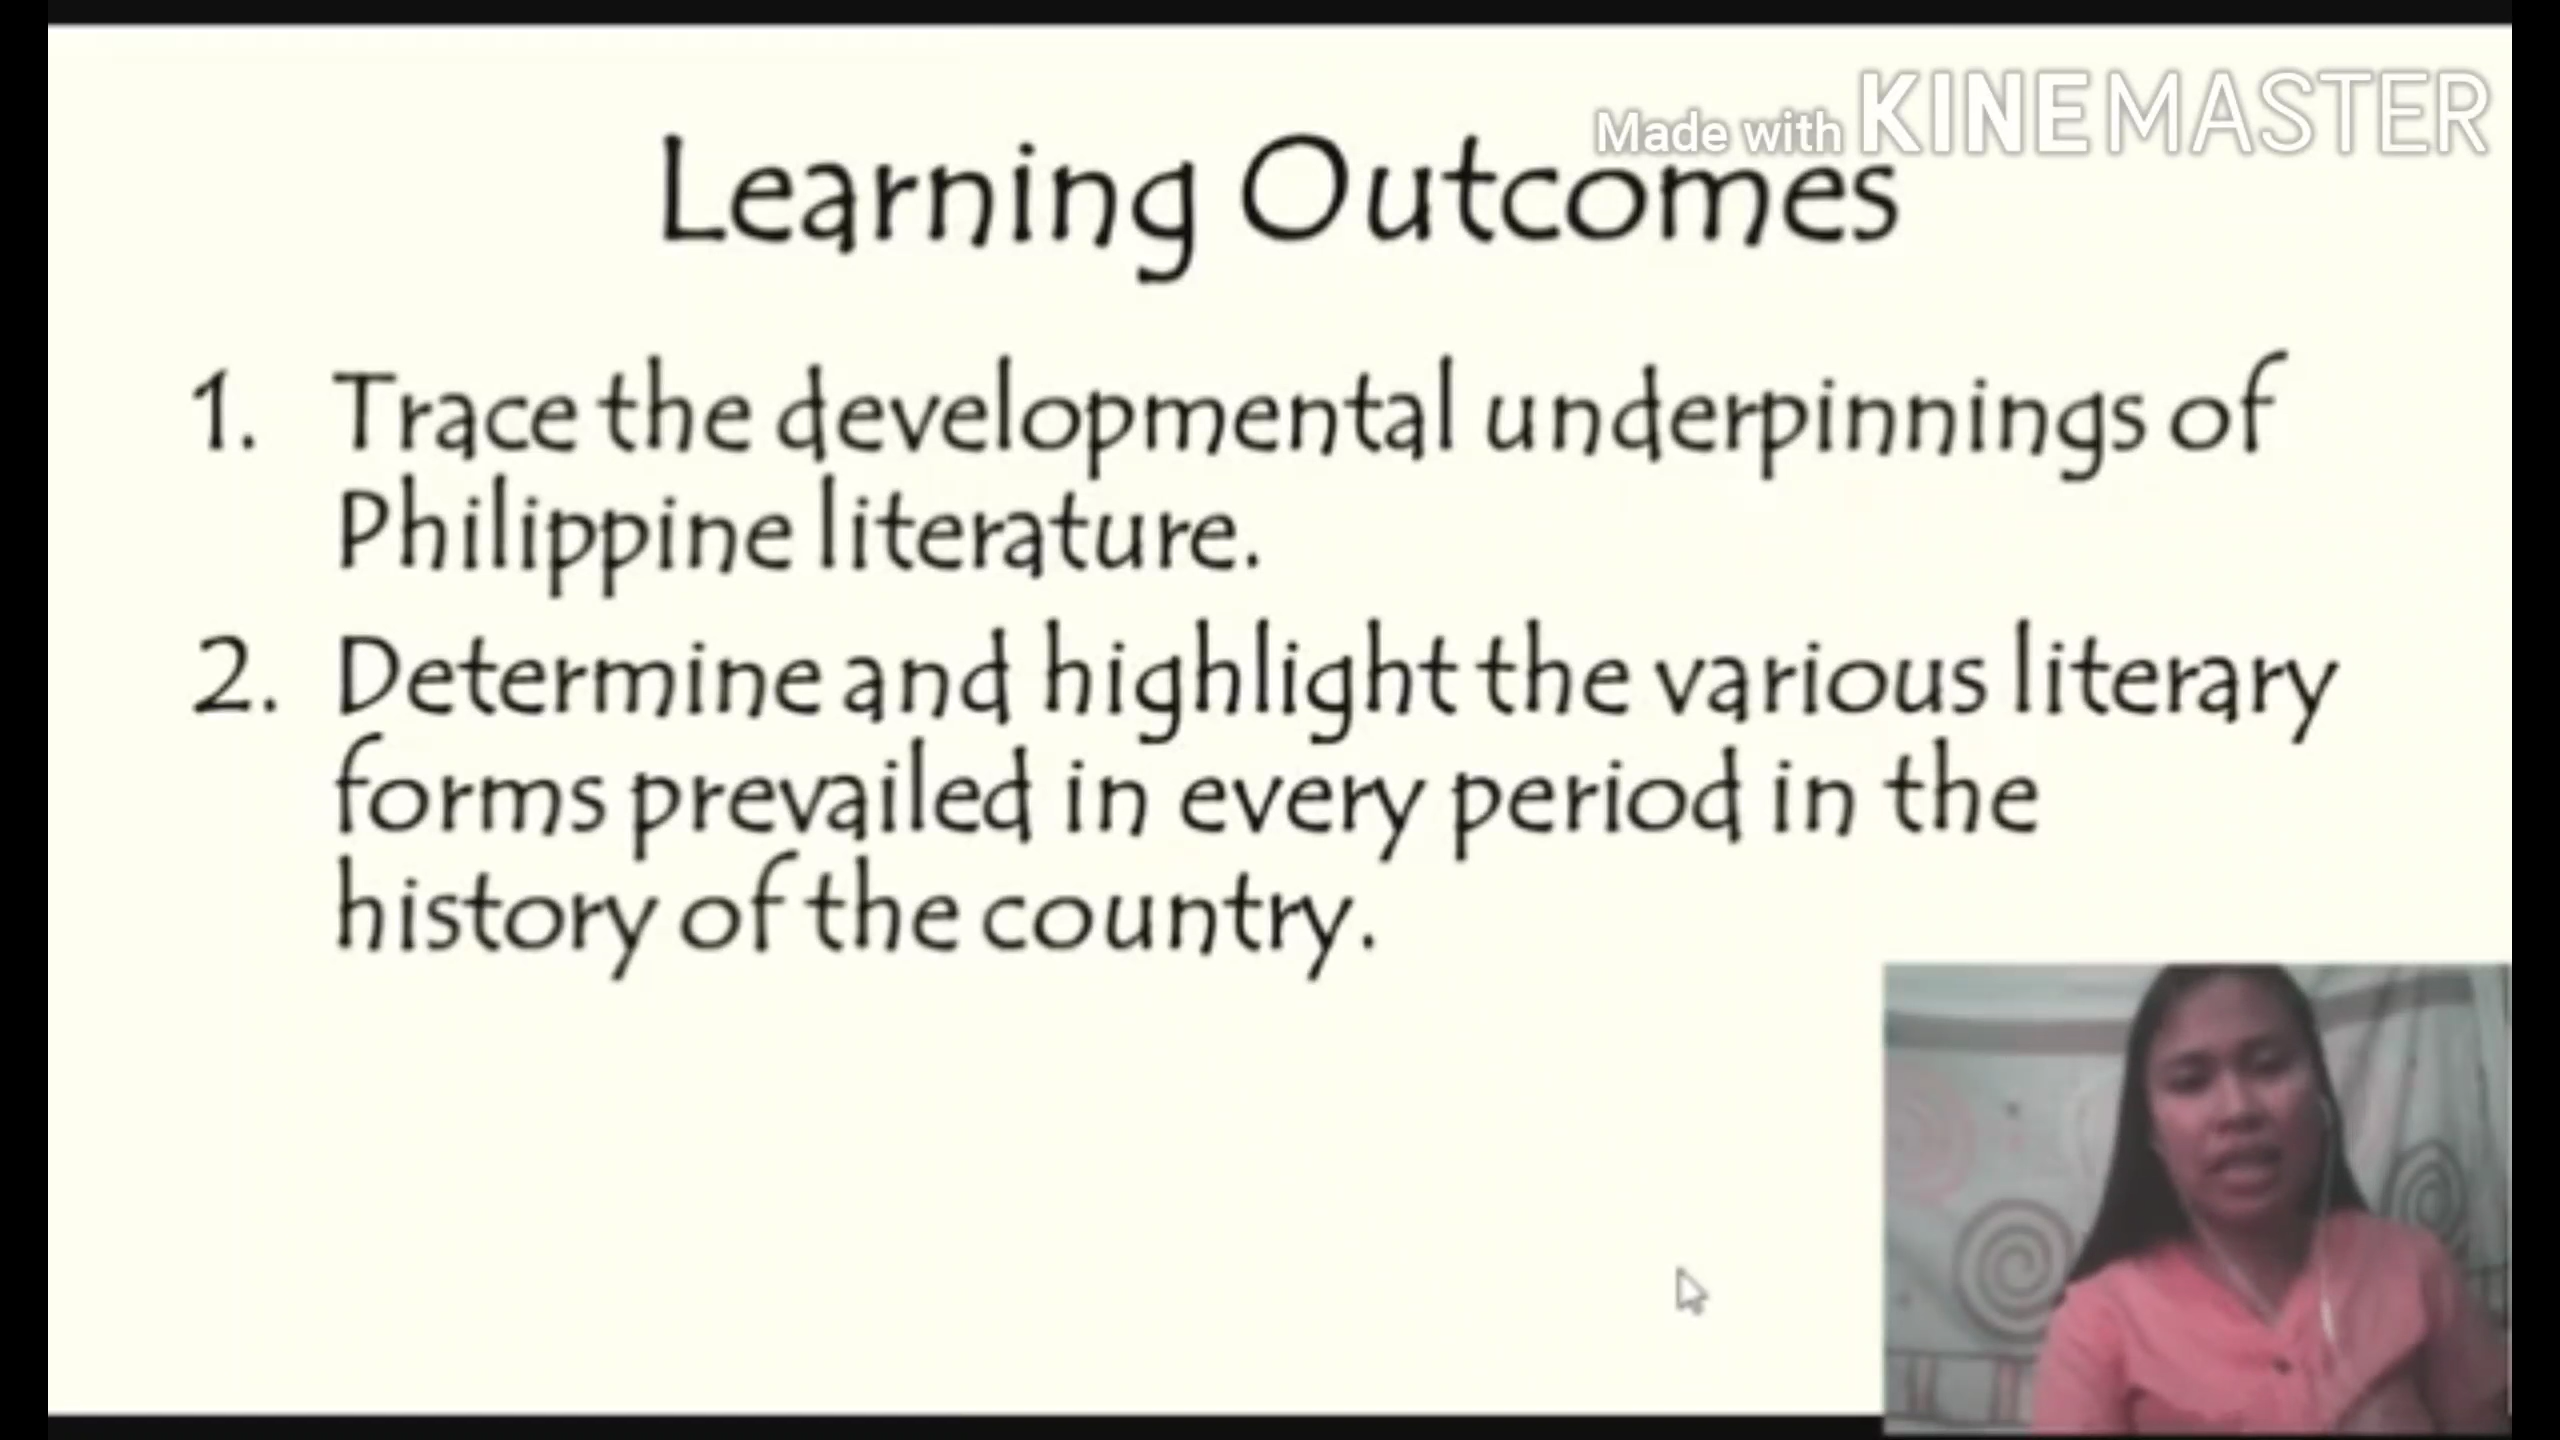 Made with KINEMASTER
Learning Outcomes
1. Trace the developmental underpinnings of
Philippine literature.
2. Determine and highlight the various literary
forms prevailed in every period in the
history of the country.